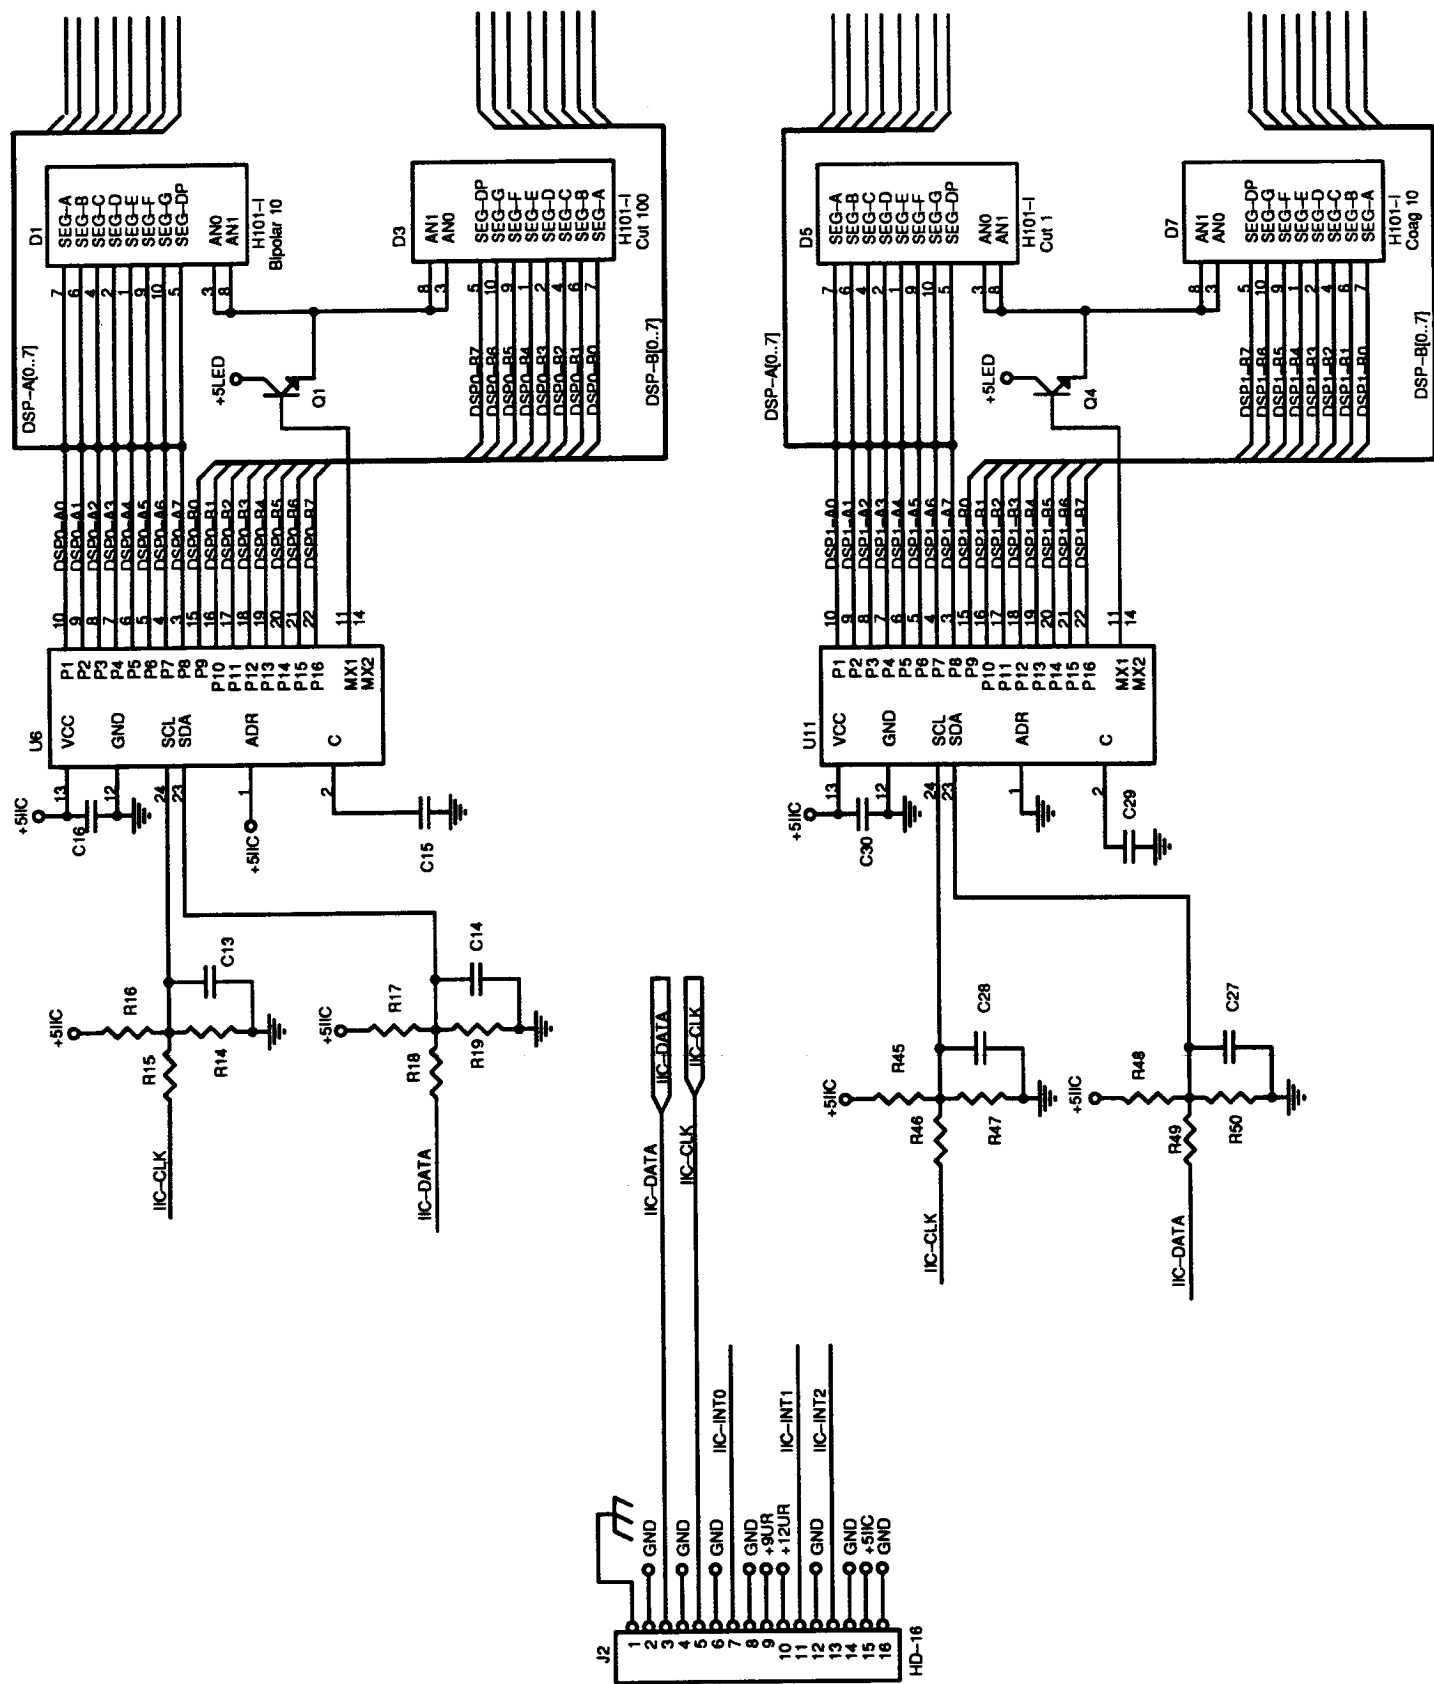 DSP-A[0..7]
D1
SEG-A
SEG-B
SEG-C
SEG-D
SEG-E
SEG-F
SEG-G
SEG-DP
AN0
AN1
H101-I
Bipolar 10
7
6
4
2
1
9
10
5
3
8
+5LED
Q1
D3
AN1
AN0
SEG-DP
SEG-G
SEG-F
SEG-E
SEG-D
SEG-C
SEG-B
SEG-A
H101-I
Cut 100
8
3
5
10
9
1
2
4
6
7
DSP0-B7
DSP0-B6
DSP0-B5
DSP0-B4
DSP0-B3
DSP0-B2
DSP0-B1
DSP0-B0
DSP-B[0..7]
DSP0-A0
DSP0-A1
DSP0-A2
DSP0-A3
DSP0-A4
DSP0-A5
DSP0-A6
DSP0-A7
DSP0-B0
DSP0-B1
DSP0-B2
DSP0-B3
DSP0-B4
DSP0-B5
DSP0-B6
DSP0-B7
10
9
8
7
6
5
4
3
15
16
17
18
19
20
21
22
11
14
U6
P1
P2
P3
P4
P5
P6
P7
P8
P9
P10
P11
P12
P13
P14
P15
P16
MX1
MX2
VCC
GND
SCL
SDA
ADR
C
13
12
24
23
1
2
+5IIC
C16
+5IIC
C15
+5IIC
R16
C13
R15
R14
IIC-CLK
+5IIC
R17
C14
R18
R19
IIC-DATA
DSP-A[0..7]
D5
SEG-A
SEG-B
SEG-C
SEG-D
SEG-E
SEG-F
SEG-G
SEG-DP
AN0
AN1
H101-I
Cut 1
7
6
4
2
1
9
10
5
3
8
+5LED
Q4
D7
AN1
AN0
SEG-DP
SEG-G
SEG-F
SEG-E
SEG-D
SEG-C
SEG-B
SEG-A
H101-I
Coag 10
8
3
5
10
9
1
2
4
6
7
DSP1-B7
DSP1-B6
DSP1-B5
DSP1-B4
DSP1-B3
DSP1-B2
DSP1-B1
DSP1-B0
DSP-B[0..7]
DSP1-A0
DSP1-A1
DSP1-A2
DSP1-A3
DSP1-A4
DSP1-A5
DSP1-A6
DSP1-A7
DSP1-B0
DSP1-B1
DSP1-B2
DSP1-B3
DSP1-B4
DSP1-B5
DSP1-B6
DSP1-B7
10
9
8
7
6
5
4
3
15
16
17
18
19
20
21
22
11
14
U11
P1
P2
P3
P4
P5
P6
P7
P8
P9
P10
P11
P12
P13
P14
P15
P16
MX1
MX2
VCC
GND
SCL
SDA
ADR
C
13
12
24
23
1
2
+5IIC
C30
C29
+5IIC
R45
C28
R46
R47
IIC-CLK
+5IIC
R48
C27
R49
R50
IIC-DATA
IIC-DATA
IIC-CLK
IIC-DATA
IIC-CLK
IIC-INT0
IIC-INT1
IIC-INT2
GND
GND
GND
GND
+9UR
+12UR
GND
GND
+5IIC
GND
J2
1
2
3
4
5
6
7
8
9
10
11
12
13
14
15
16
HD-16